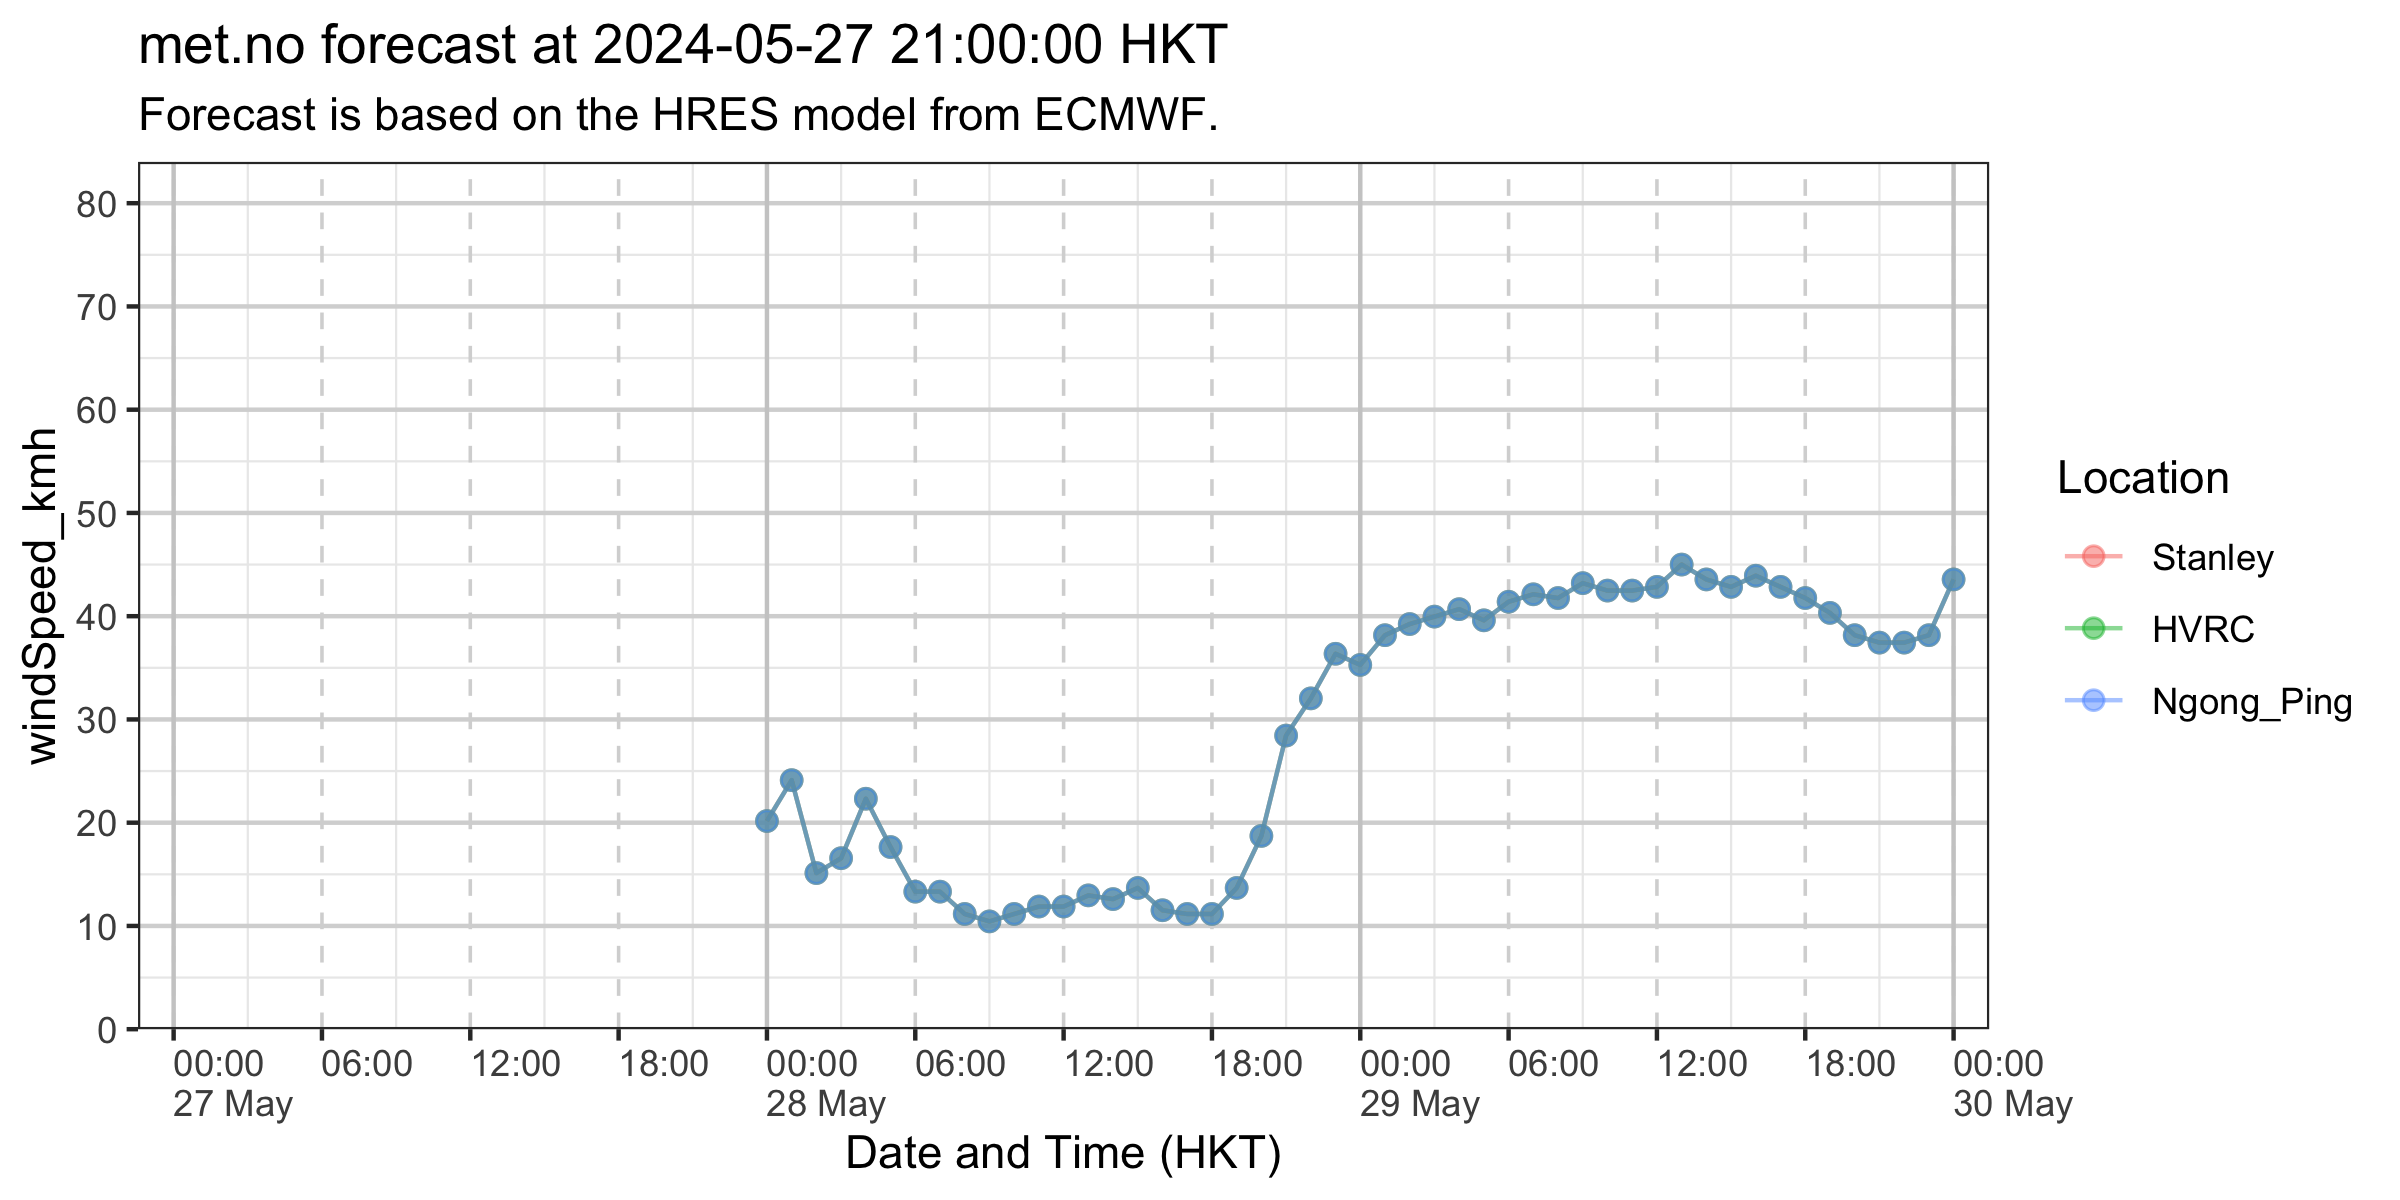 met.no forecast at 2024-05-27 21:00:00 HKT
Forecast is based on the HRES model from ECMWF.
windSpeed_kmh
80
70
60
50
40
30
20
10
0
00:00 06:00 12:00 18:00 00:00 06:00 12:00 18:00 00:00 06:00 12:00 18:00 00:00
27 May 28 May 29 May 30 May
Date and Time (HKT)
Location
Stanley
HVRC
Ngong_Ping